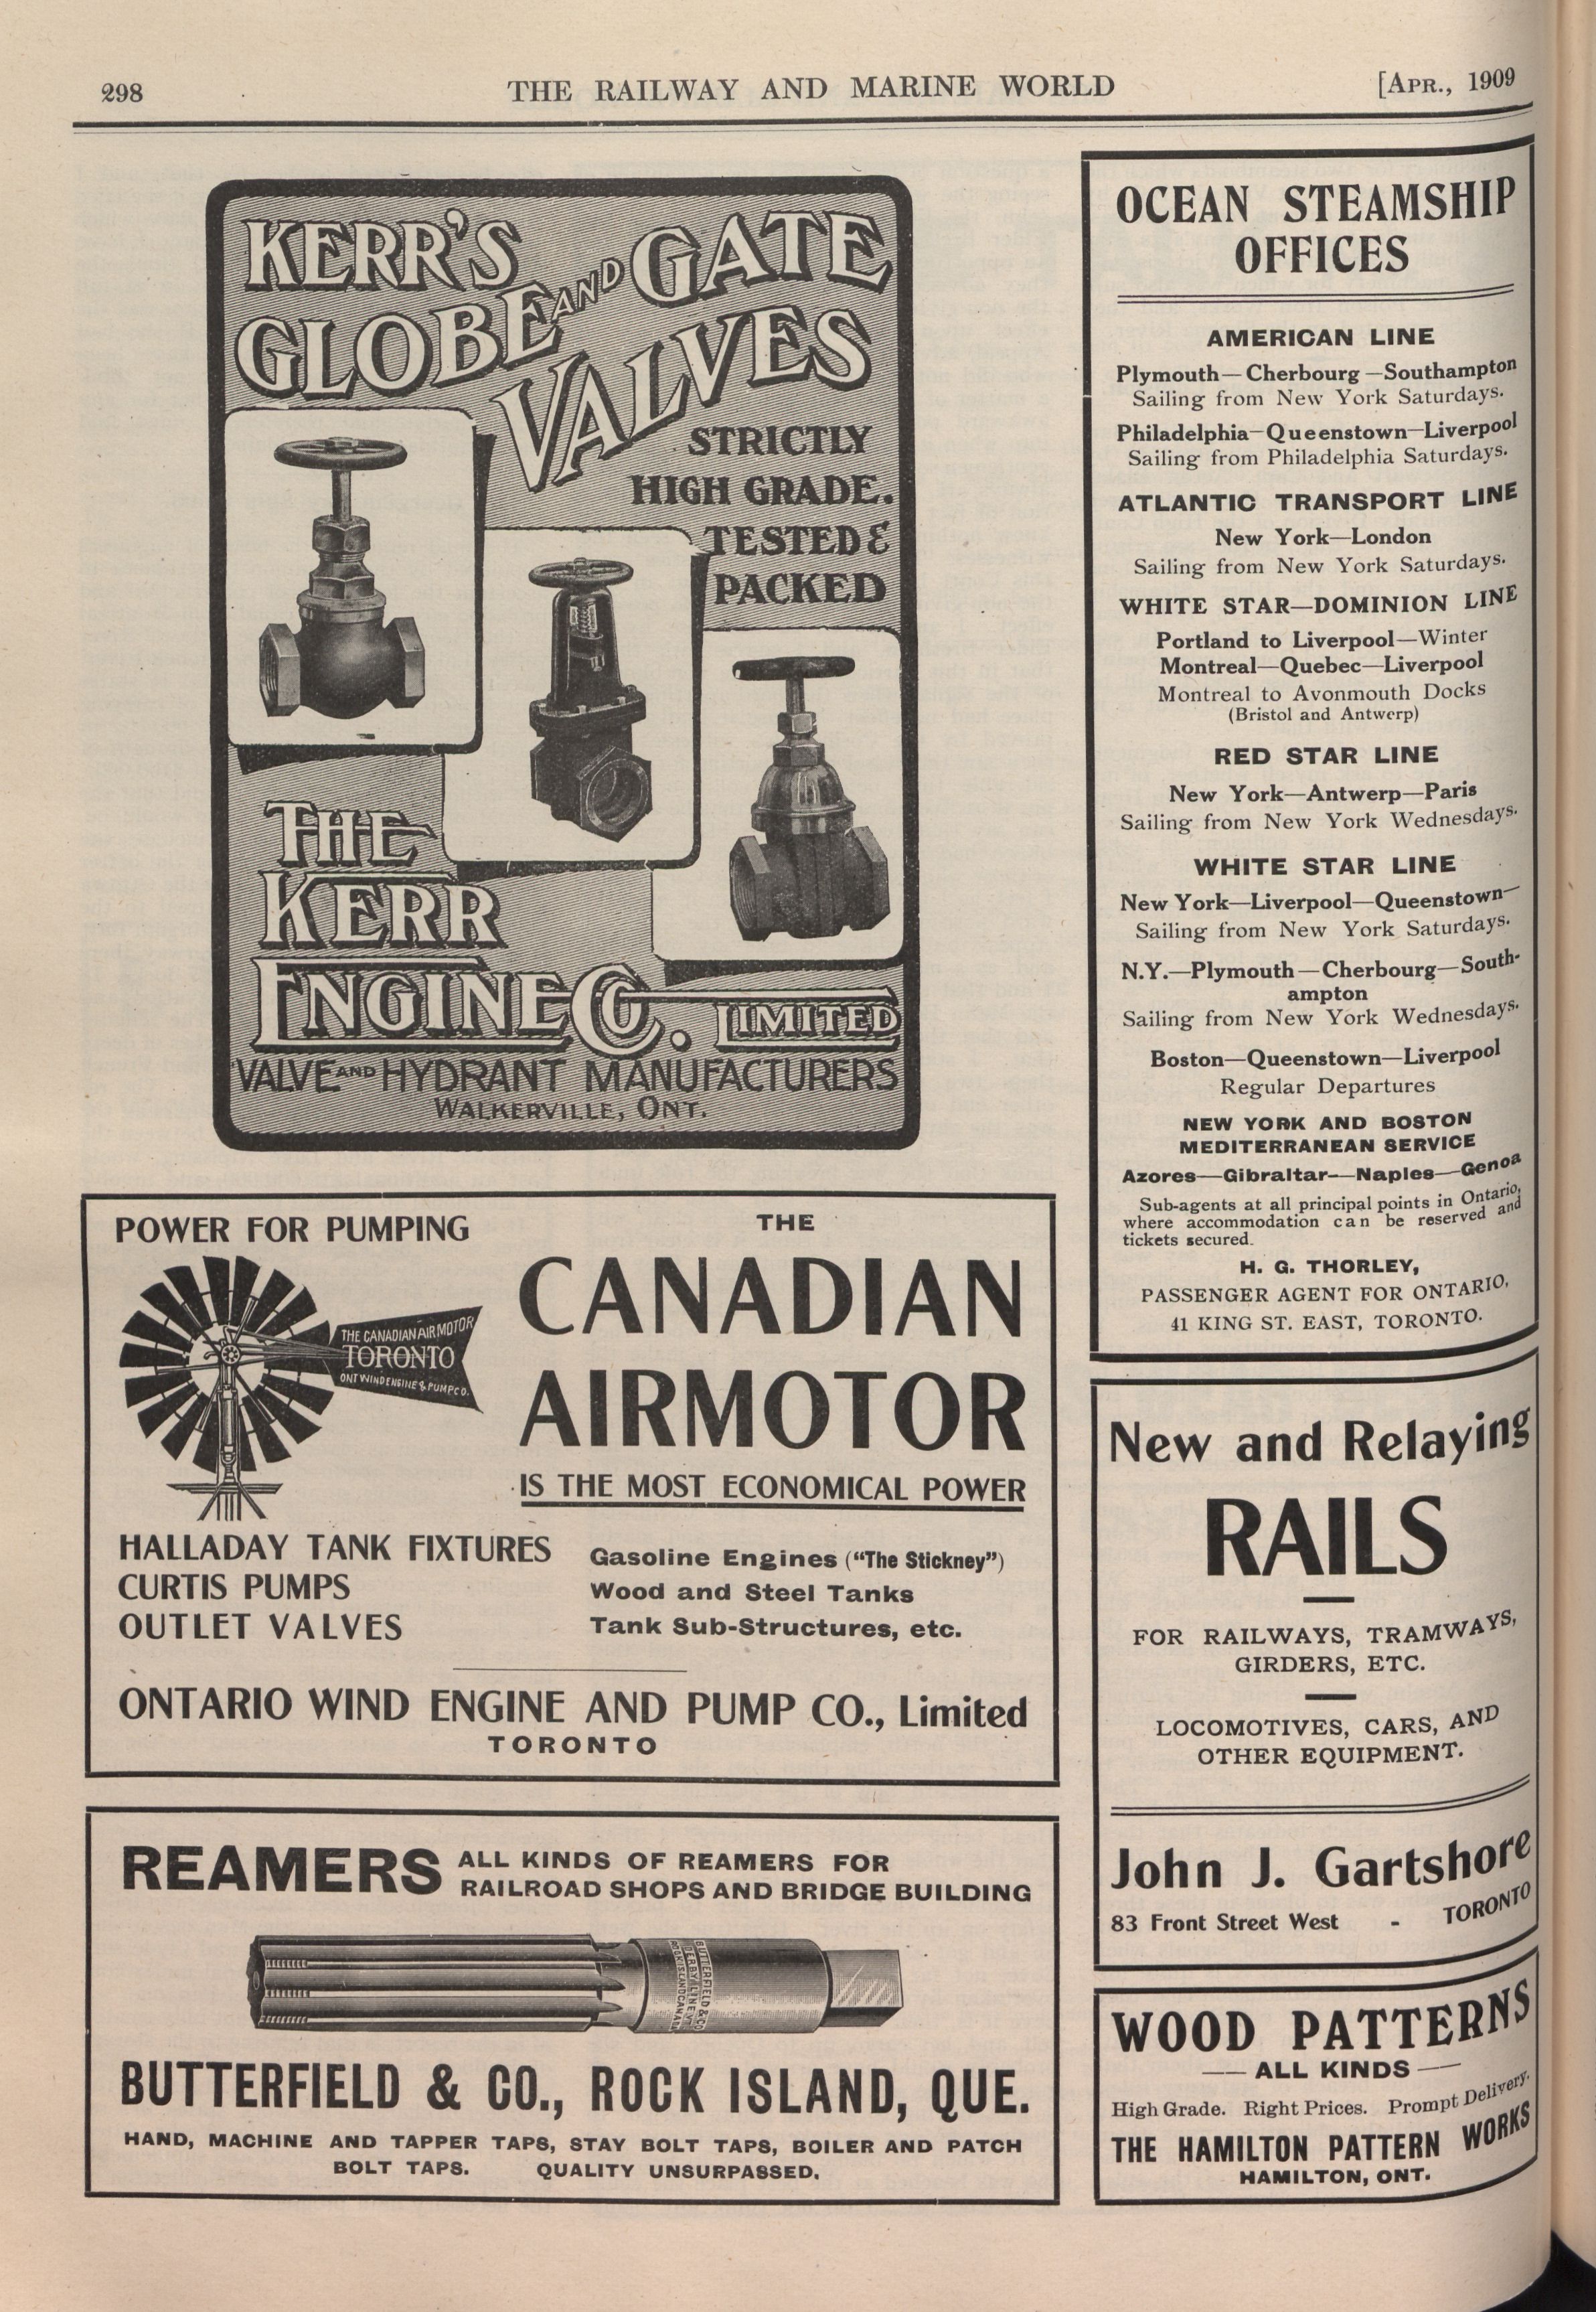 298
THE RAILWAY AND MARINE WORLD
[APR., 1909
KERR'S
GLOBE AND GATE
VALVES
STRICTLY
HIGH GRADE.
TESTED &
PACKED
THE
KERR
ENGINE CO. LIMITED
VALVE AND HYDRANT MANUFACTURERS
WALKERVILLE, ONT.
POWER FOR PUMPING
THE CANADIAN AIRMOTOR
TORONTO
ONT WIND ENGINE & PUMP CO.
THE
CANADIAN
AIRMOTOR
IS THE MOST ECONOMICAL POWER
HALLADAY TANK FIXTURES
CURTIS PUMPS
OUTLET VALVES
Gasoline Engines ("The Stickney")
Wood and Steel Tanks
Tank Sub-Structures, etc.
ONTARIO WIND ENGINE AND PUMP CO., Limited
TORONTO
REAMERS
ALL KINDS OF REAMERS FOR
RAILROAD SHOPS AND BRIDGE BUILDING
BUTTERFIELD & CO
DERBY LINE VT
ROCK ISLAND CANADA
BUTTERFIELD & CO., ROCK ISLAND, QUE.
HAND, MACHINE AND TAPPER TAPS, STAY BOLT TAPS, BOILER AND PATCH
BOLT TAPS. QUALITY UNSURPASSED.
OCEAN STEAMSHIP
OFFICES
AMERICAN LINE
Plymouth—Cherbourg—Southampton
Sailing from New York Saturdays.
Philadelphia—Queenstown—Liverpool
Sailing from Philadelphia Saturdays.
ATLANTIC TRANSPORT LINE
New York—London
Sailing from New York Saturdays.
WHITE STAR—DOMINION LINE
Portland to Liverpool—Winter
Montreal—Quebec—Liverpool
Montreal to Avonmouth Docks
(Bristol and Antwerp)
RED STAR LINE
New York—Antwerp—Paris
Sailing from New York Wednesdays.
WHITE STAR LINE
New York—Liverpool—Queenstown—
Sailing from New York Saturdays.
N.Y.—Plymouth—Cherbourg—South-
ampton
Sailing from New York Wednesdays.
Boston—Queenstown—Liverpool
Regular Departures
NEW YORK AND BOSTON
MEDITERRANEAN SERVICE
Azores—Gibraltar—Naples—Genoa
Sub-agents at all principal points in Ontario,
where accommodation can be reserved and
tickets secured.
H. G. THORLEY,
PASSENGER AGENT FOR ONTARIO,
41 KING ST. EAST, TORONTO.
New and Relaying
RAILS
FOR RAILWAYS, TRAMWAYS,
GIRDERS, ETC.
LOCOMOTIVES, CARS, AND
OTHER EQUIPMENT.
John J. Gartshore
83 Front Street West - TORONTO
WOOD PATTERNS
— ALL KINDS —
High Grade. Right Prices. Prompt Delivery.
THE HAMILTON PATTERN WORKS
HAMILTON, ONT.